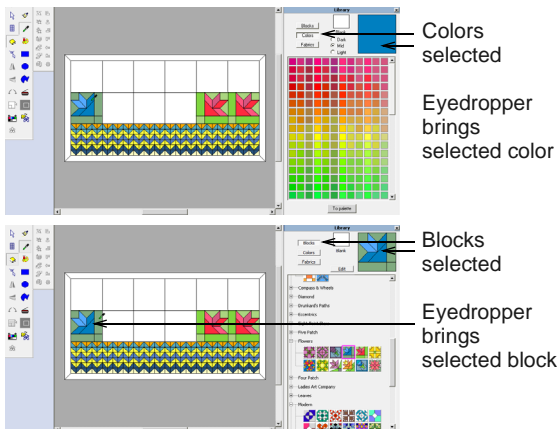 Library
Blocks
Colors
Fabrics
Blank
Dark
Mid
Light
To palette
Colors
selected
Eyedropper
brings
selected color
Library
Blocks
Colors
Fabrics
Blank
Edit
Compass & Wheels
Diamond
Drunkard's Paths
Eccentrics
Five Patch
Flowers
Four Patch
Ladies Art Company
Leaves
Modern
Blocks
selected
Eyedropper
brings
selected block